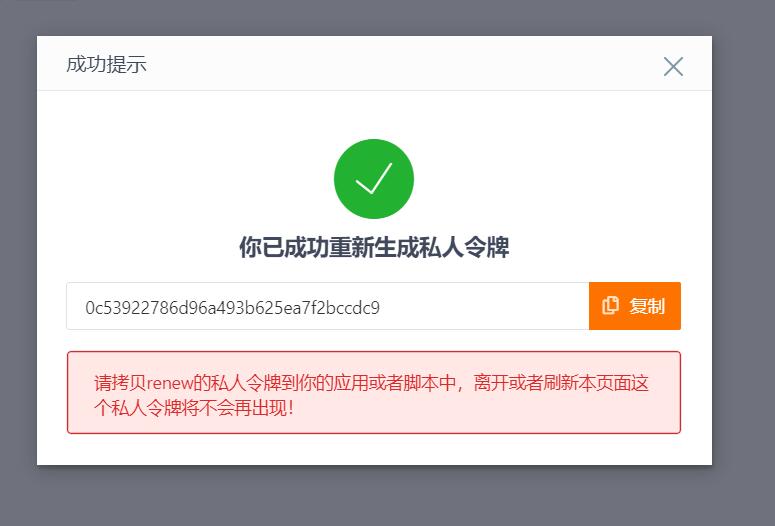 成功提示
你已成功重新生成私人令牌
0c53922786d96a493b625ea7f2bccdc9
复制
请拷贝renew的私人令牌到你的应用或者脚本中，离开或者刷新本页面这
个私人令牌将不会再出现！